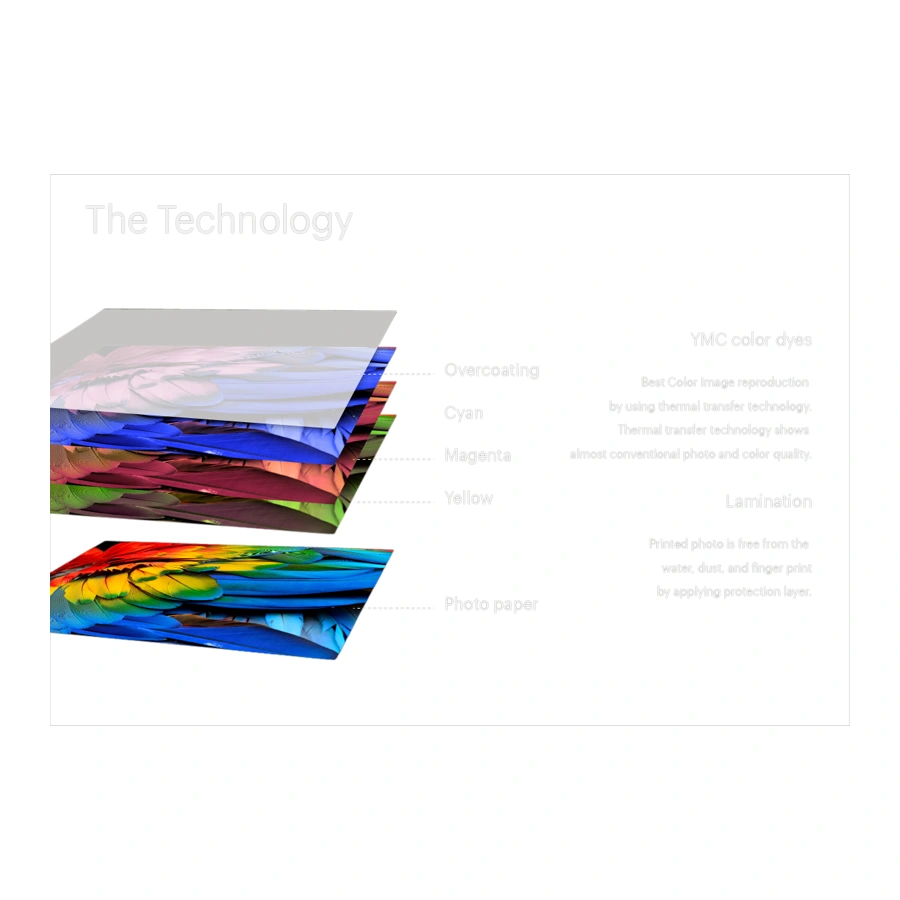 The Technology
Overcoating
Cyan
Magenta
Yellow
Photo paper
YMC color dyes
Best Color image reproduction
by using thermal transfer technology.
Thermal transfer technology shows
almost conventional photo and color quality.
Lamination
Printed photo is free from the
water, dust, and finger print
by applying protection layer.